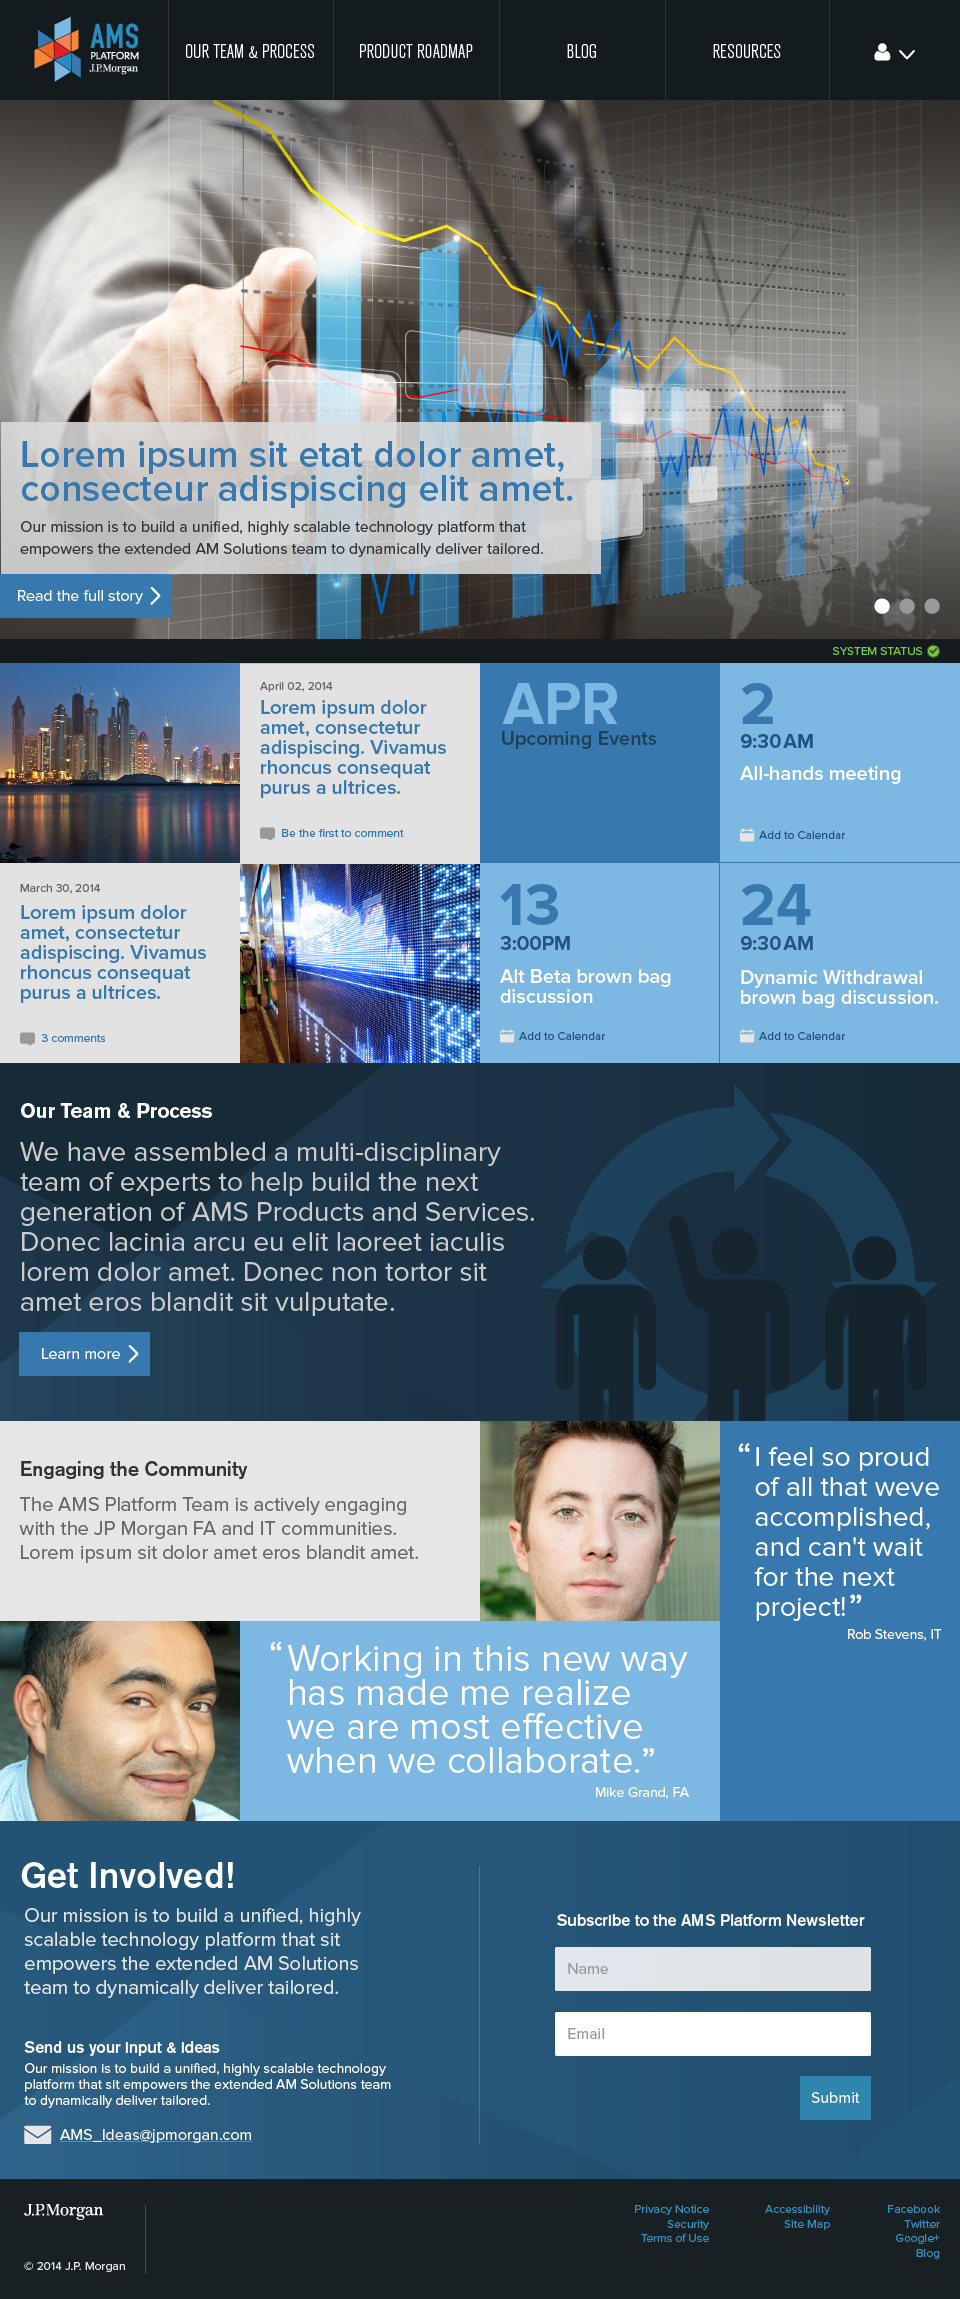 AMS
PLATFORM
J.P.Morgan
OUR TEAM & PROCESS
PRODUCT ROADMAP
BLOG
RESOURCES
Lorem ipsum sit etat dolor amet,
consecteur adispiscing elit amet.
Our mission is to build a unified, highly scalable technology platform that
empowers the extended AM Solutions team to dynamically deliver tailored.
Read the full story
SYSTEM STATUS
April 02, 2014
Lorem ipsum dolor
amet, consectetur
adispiscing. Vivamus
rhoncus consequat
purus a ultrices.
Be the first to comment
APR
Upcoming Events
2
9:30 AM
All-hands meeting
Add to Calendar
March 30, 2014
Lorem ipsum dolor
amet, consectetur
adispiscing. Vivamus
rhoncus consequat
purus a ultrices.
3 comments
13
3:00PM
Alt Beta brown bag
discussion
Add to Calendar
24
9:30 AM
Dynamic Withdrawal
brown bag discussion.
Add to Calendar
Our Team & Process
We have assembled a multi-disciplinary
team of experts to help build the next
generation of AMS Products and Services.
Donec lacinia arcu eu elit laoreet iaculis
lorem dolor amet. Donec non tortor sit
amet eros blandit sit vulputate.
Learn more
Engaging the Community
The AMS Platform Team is actively engaging
with the JP Morgan FA and IT communities.
Lorem ipsum sit dolor amet eros blandit amet.
“I feel so proud
of all that weve
accomplished,
and can't wait
for the next
project!”
Rob Stevens, IT
“Working in this new way
has made me realize
we are most effective
when we collaborate.”
Mike Grand, FA
Get Involved!
Our mission is to build a unified, highly
scalable technology platform that sit
empowers the extended AM Solutions
team to dynamically deliver tailored.
Send us your input & ideas
Our mission is to build a unified, highly scalable technology
platform that sit empowers the extended AM Solutions team
to dynamically deliver tailored.
AMS_Ideas@jpmorgan.com
Subscribe to the AMS Platform Newsletter
Name
Email
Submit
J.P.Morgan
© 2014 J.P. Morgan
Privacy Notice
Security
Terms of Use
Accessibility
Site Map
Facebook
Twitter
Google+
Blog